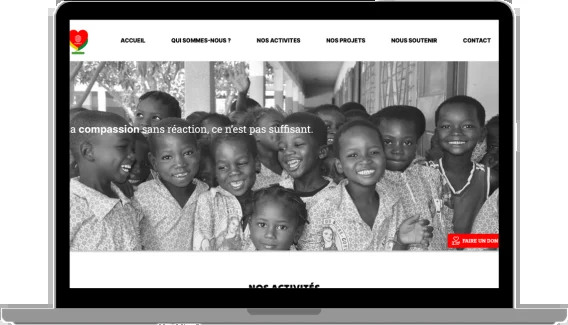 ACCUEIL QUI SOMMES-NOUS ? NOS ACTIVITES NOS PROJETS NOUS SOUTENIR CONTACT
a compassion sans réaction, ce n'est pas suffisant.
FAIRE UN DON
NOS ACTIVITÉS